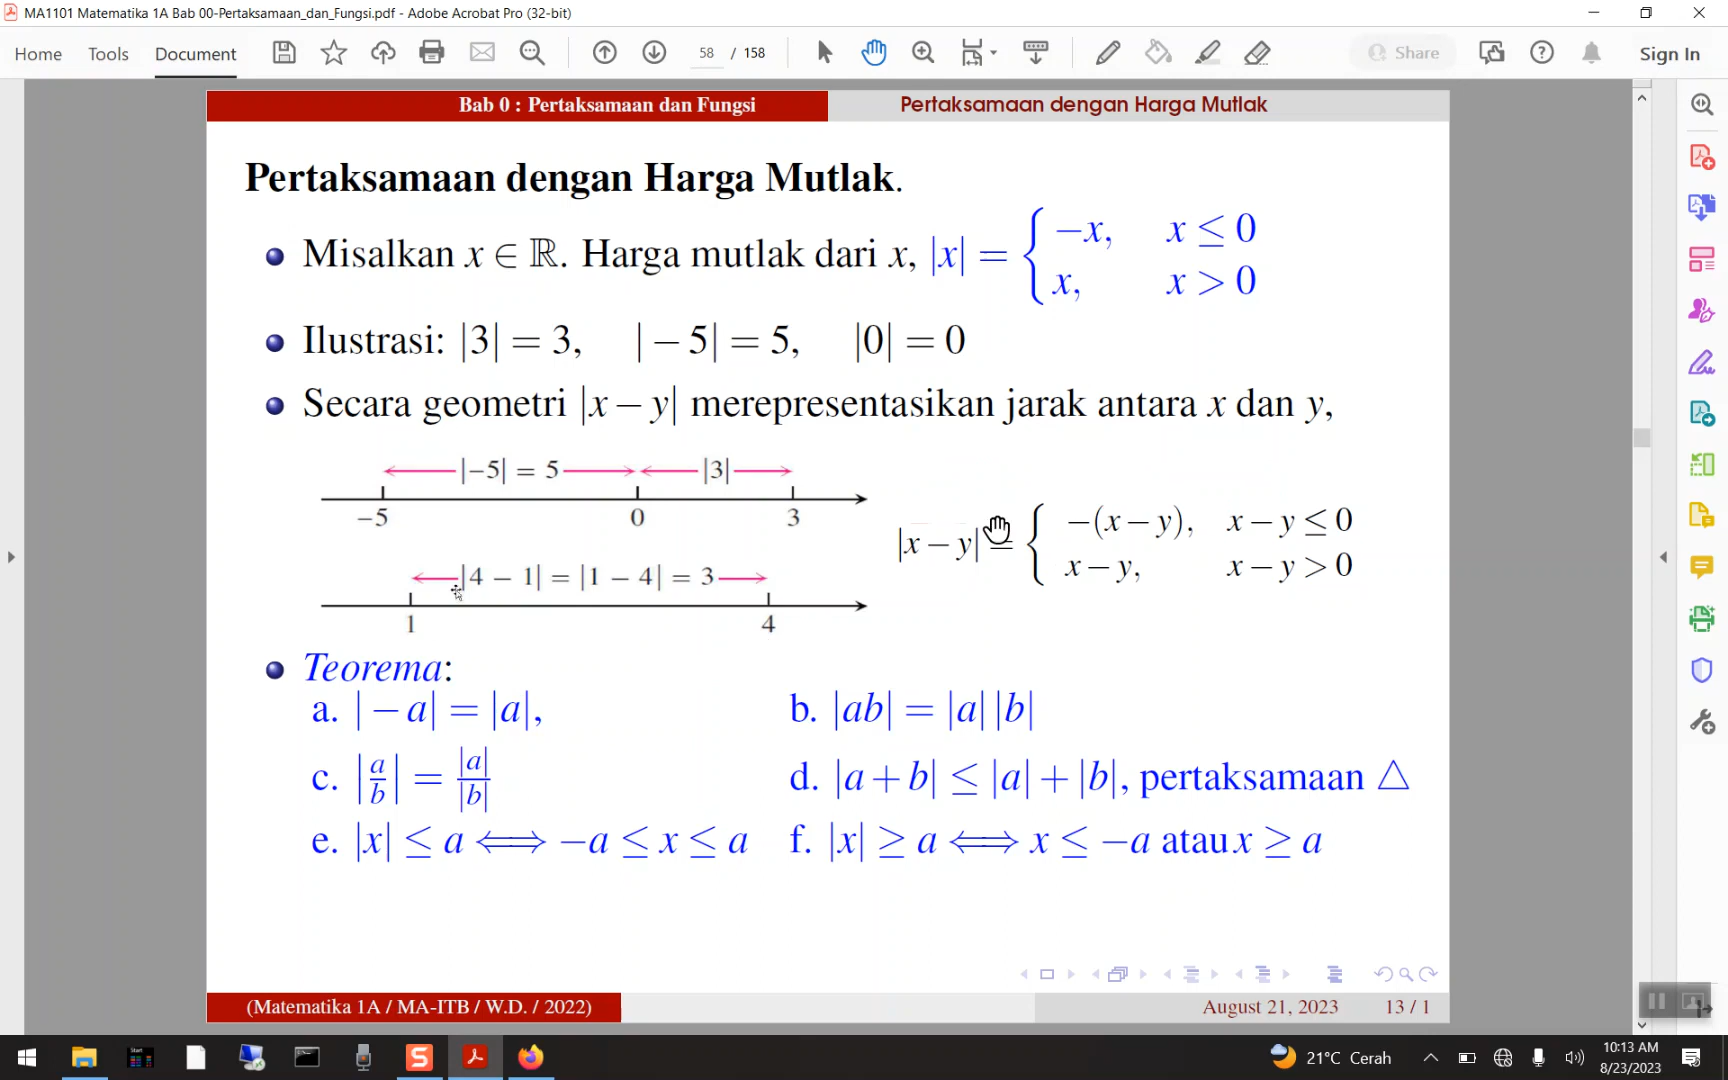 MA1101 Matematika 1A Bab 00-Pertaksamaan_dan_Fungsi.pdf - Adobe Acrobat Pro (32-bit)
Home Tools Document 58 / 158 Share Sign In
Bab 0 : Pertaksamaan dan Fungsi Pertaksamaan dengan Harga Mutlak
Pertaksamaan dengan Harga Mutlak.
Misalkan x ∈ ℝ. Harga mutlak dari x, |x| = { −x, x ≤ 0
x, x > 0
Ilustrasi: |3| = 3, |−5| = 5, |0| = 0
Secara geometri |x − y| merepresentasikan jarak antara x dan y,
|−5| = 5 |3|
−5 0 3
|x − y| = { −(x − y), x − y ≤ 0
x − y, x − y > 0
|4 − 1| = |1 − 4| = 3
1 4
Teorema:
a. |−a| = |a|, b. |ab| = |a||b|
c. |a/b| = |a|/|b| d. |a + b| ≤ |a| + |b|, pertaksamaan △
e. |x| ≤ a ⟺ −a ≤ x ≤ a f. |x| ≥ a ⟺ x ≤ −a atau x ≥ a
(Matematika 1A / MA-ITB / W.D. / 2022) August 21, 2023 13 / 1
21°C Cerah 10:13 AM
8/23/2023